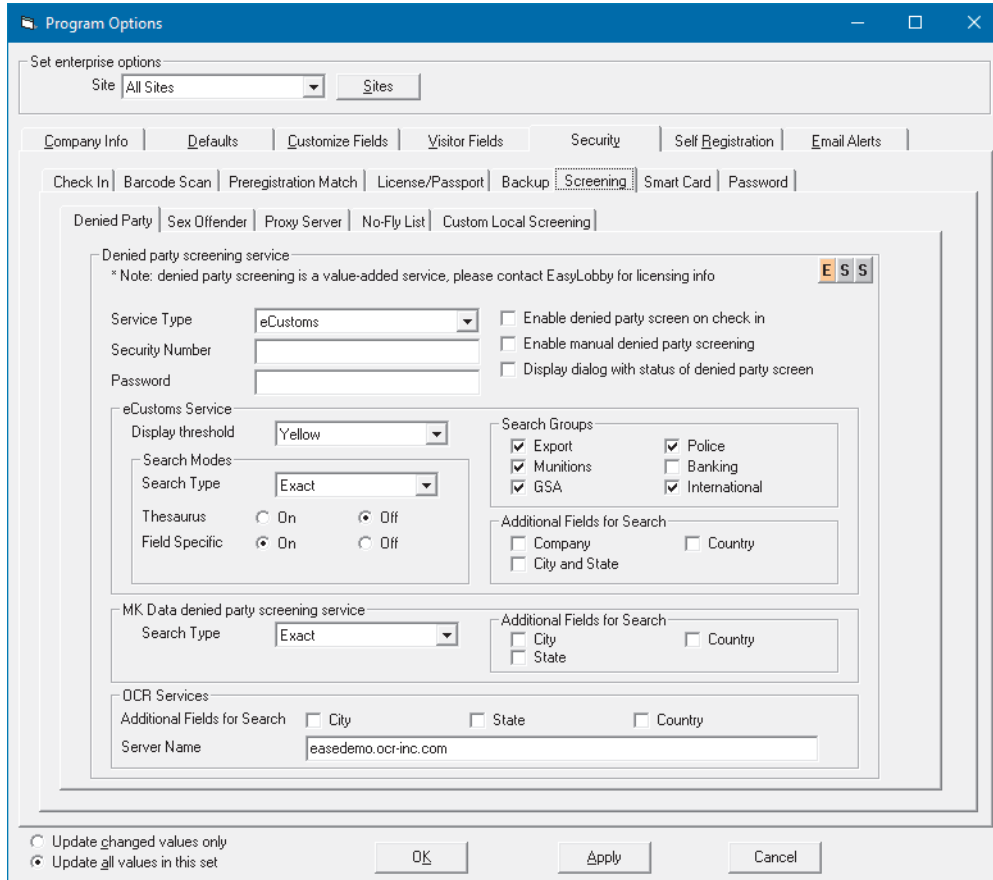 Program Options
Set enterprise options
Site All Sites Sites
Company Info Defaults Customize Fields Visitor Fields Security Self Registration Email Alerts
Check In Barcode Scan Preregistration Match License/Passport Backup Screening Smart Card Password
Denied Party Sex Offender Proxy Server No-Fly List Custom Local Screening
Denied party screening service
* Note: denied party screening is a value-added service, please contact EasyLobby for licensing info
E S S
Service Type eCustoms Enable denied party screen on check in
Security Number Enable manual denied party screening
Password Display dialog with status of denied party screen
eCustoms Service
Display threshold Yellow
Search Modes
Search Type Exact
Thesaurus On Off
Field Specific On Off
Search Groups
Export Police
Munitions Banking
GSA International
Additional Fields for Search
Company Country
City and State
MK Data denied party screening service
Search Type Exact
Additional Fields for Search
City Country
State
OCR Services
Additional Fields for Search City State Country
Server Name easedemo.ocr-inc.com
Update changed values only
Update all values in this set
OK Apply Cancel